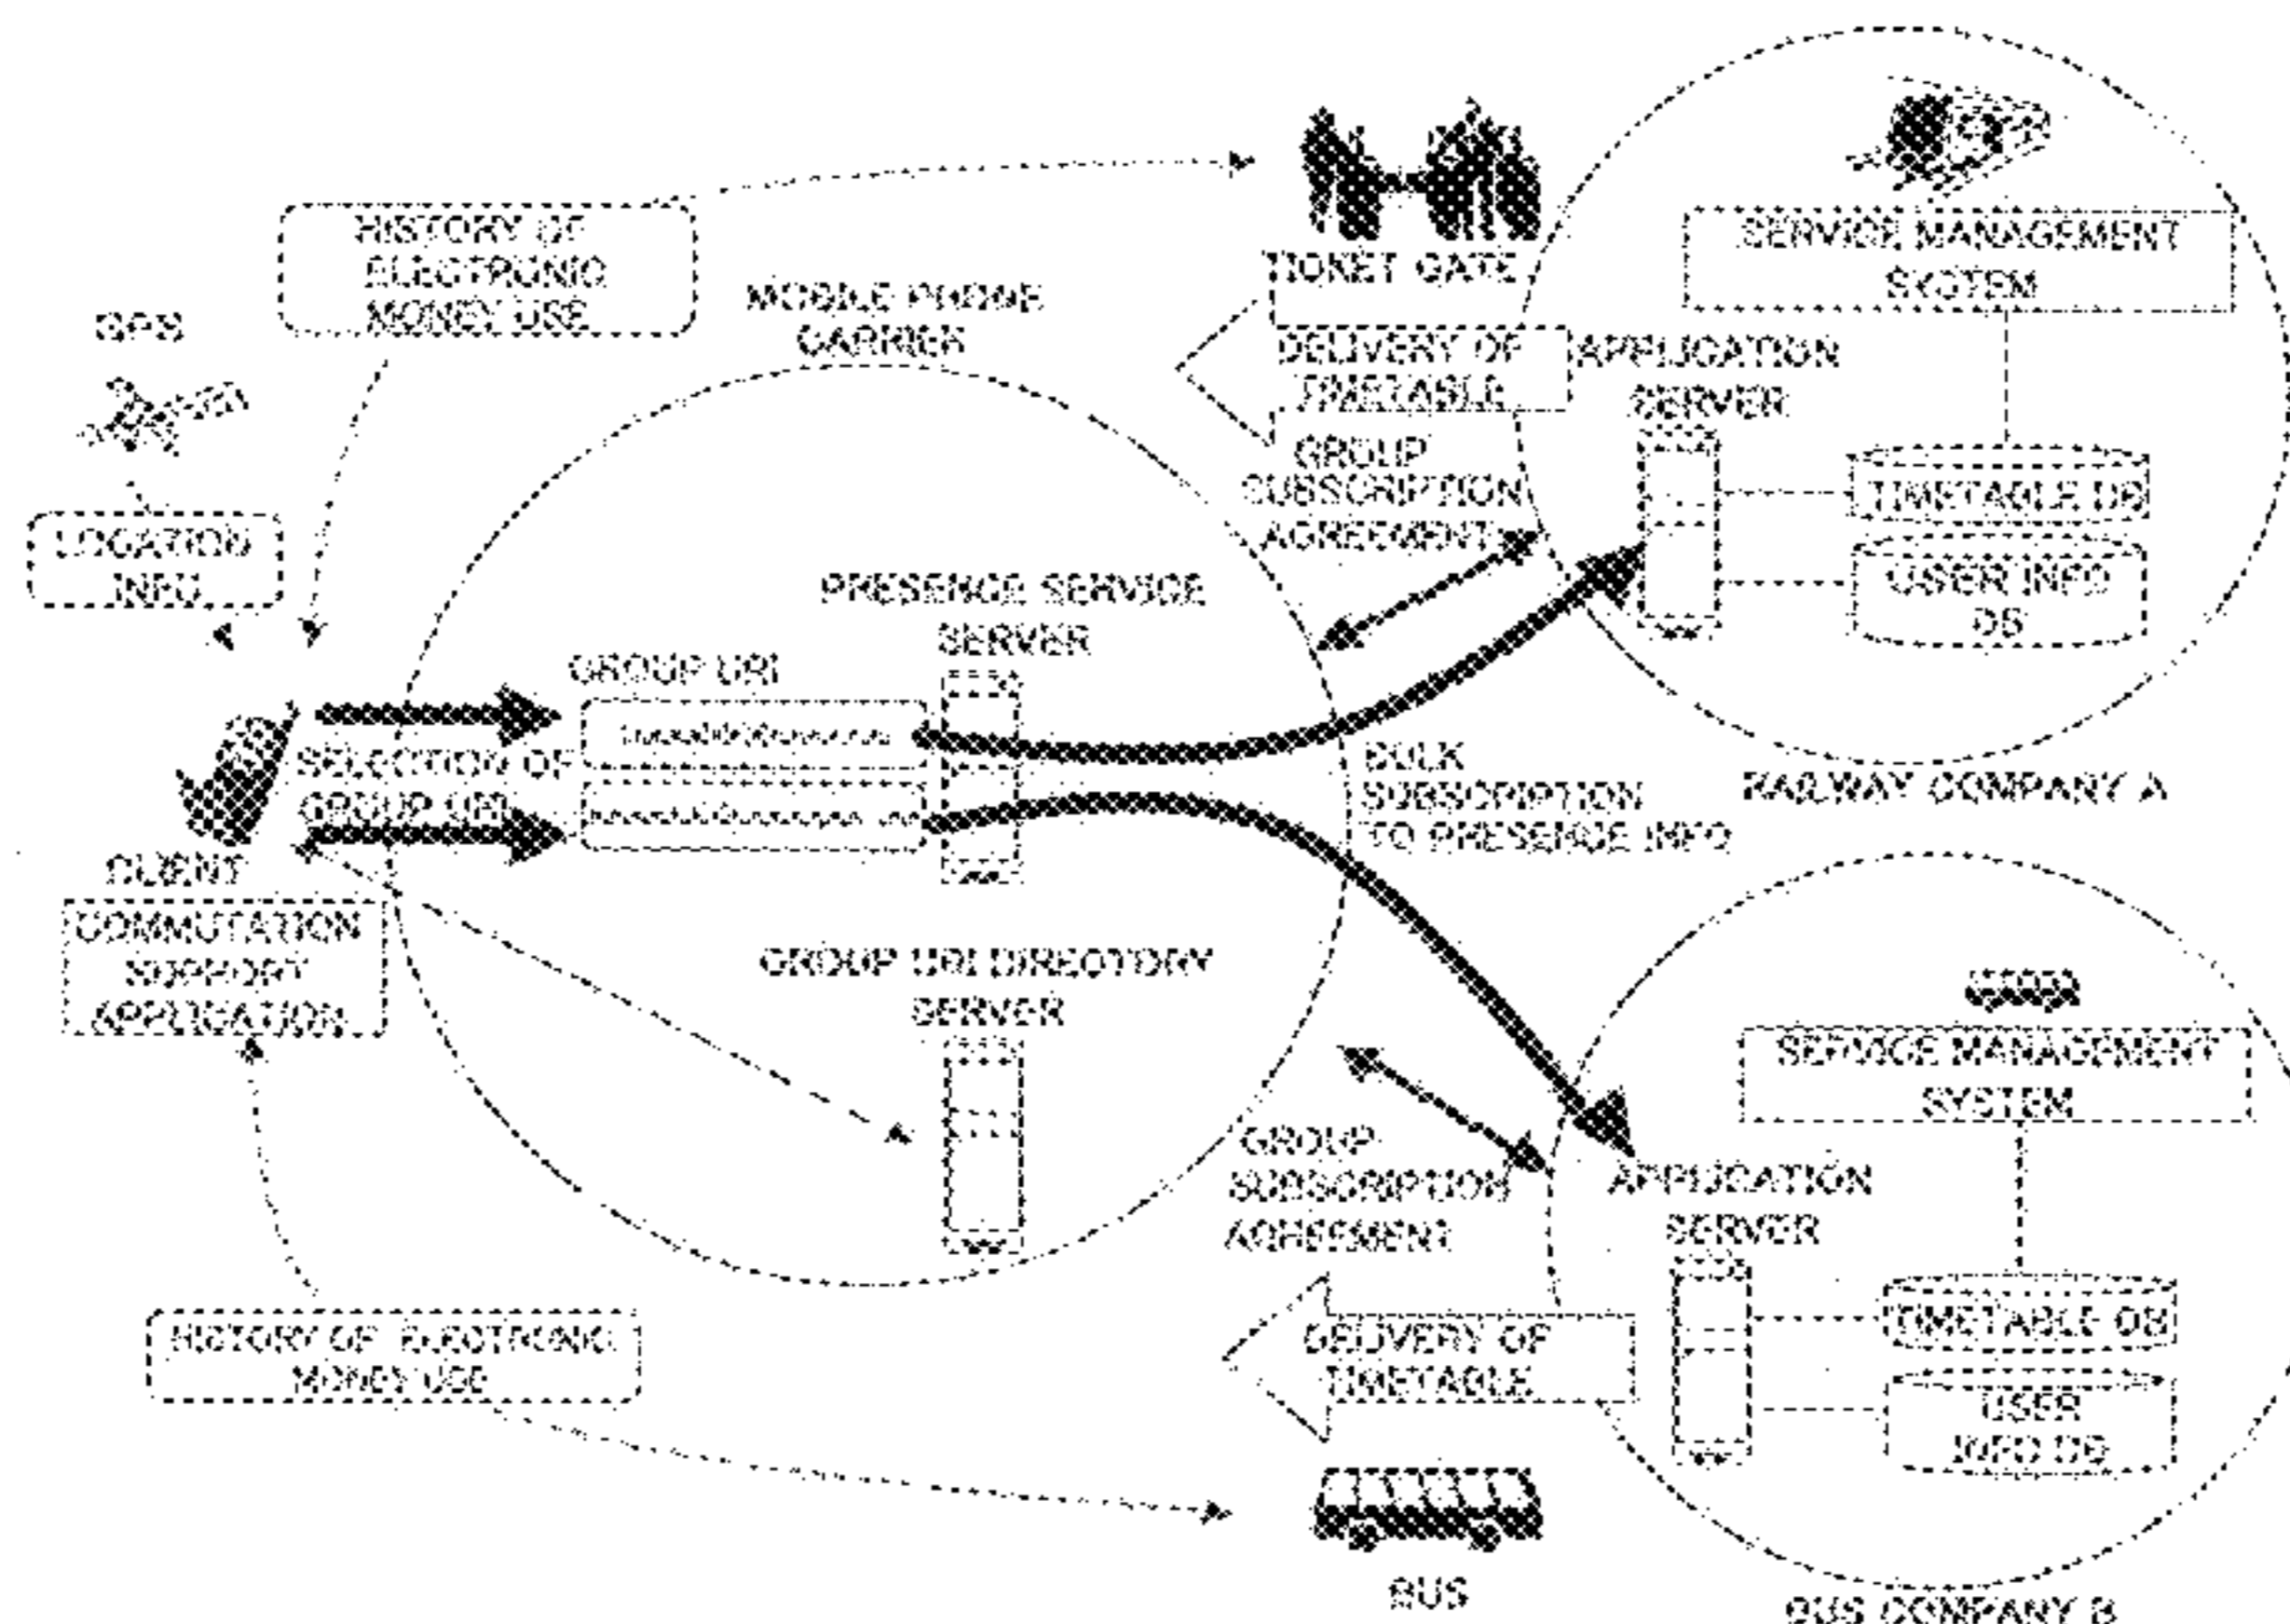 GPS
LOCATION
INFO
HISTORY OF
ELECTRONIC
MONEY USE
MOBILE PHONE
CARRIER
TICKET GATE
DELIVERY OF
TIMETABLE
GROUP
SUBSCRIPTION
AGREEMENT
SERVICE MANAGEMENT
SYSTEM
APPLICATION
SERVER
TIMETABLE DB
USER INFO
DB
RAILWAY COMPANY A
PRESENCE SERVICE
SERVER
GROUP URI
SELECTION OF
GROUP URI
CLIENT
COMMUTATION
SUPPORT
APPLICATION
BULK
SUBSCRIPTION
TO PRESENCE INFO
GROUP URI DIRECTORY
SERVER
GROUP
SUBSCRIPTION
AGREEMENT
SERVICE MANAGEMENT
SYSTEM
APPLICATION
SERVER
TIMETABLE DB
USER
INFO DB
HISTORY OF ELECTRONIC
MONEY USE
DELIVERY OF
TIMETABLE
BUS
BUS COMPANY B